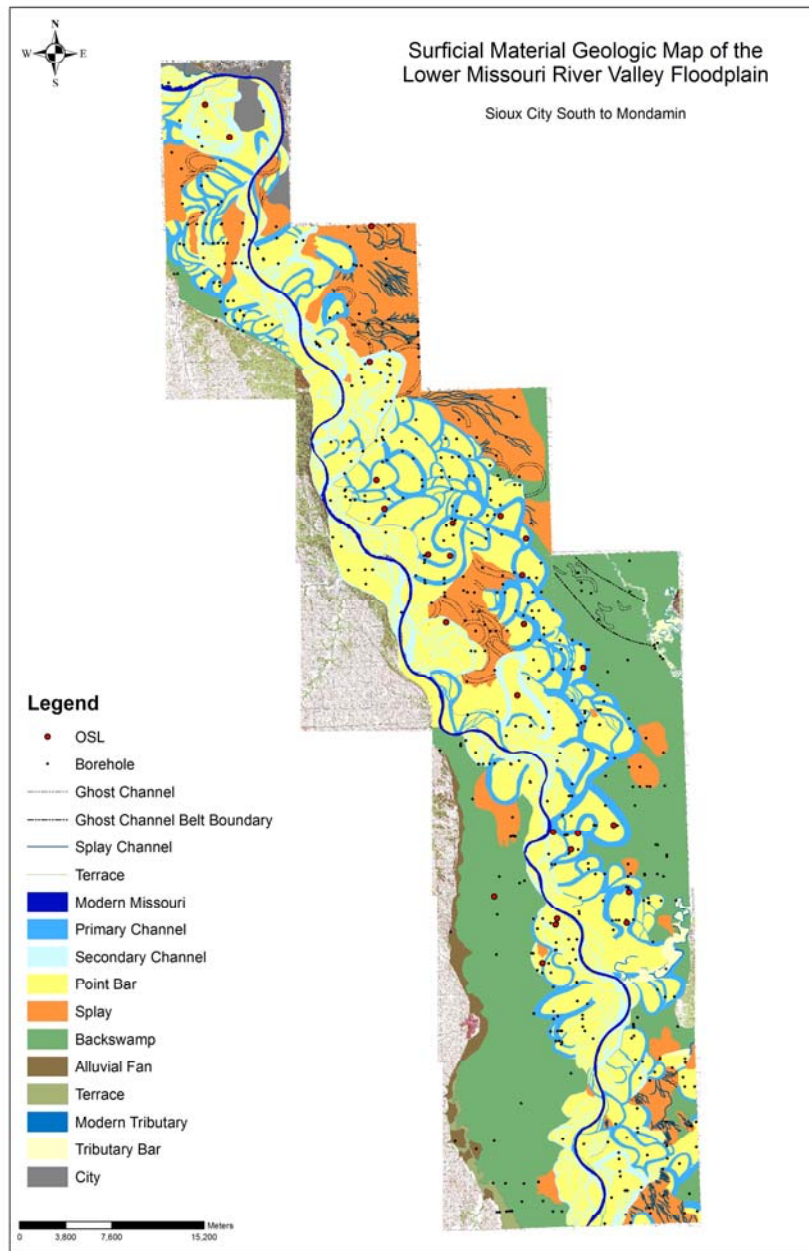 N
W
E
S
Surficial Material Geologic Map of the
Lower Missouri River Valley Floodplain
Sioux City South to Mondamin
Legend
OSL
Borehole
Ghost Channel
Ghost Channel Belt Boundary
Splay Channel
Terrace
Modern Missouri
Primary Channel
Secondary Channel
Point Bar
Splay
Backswamp
Alluvial Fan
Terrace
Modern Tributary
Tributary Bar
City
Meters
0 3,800 7,600 15,200